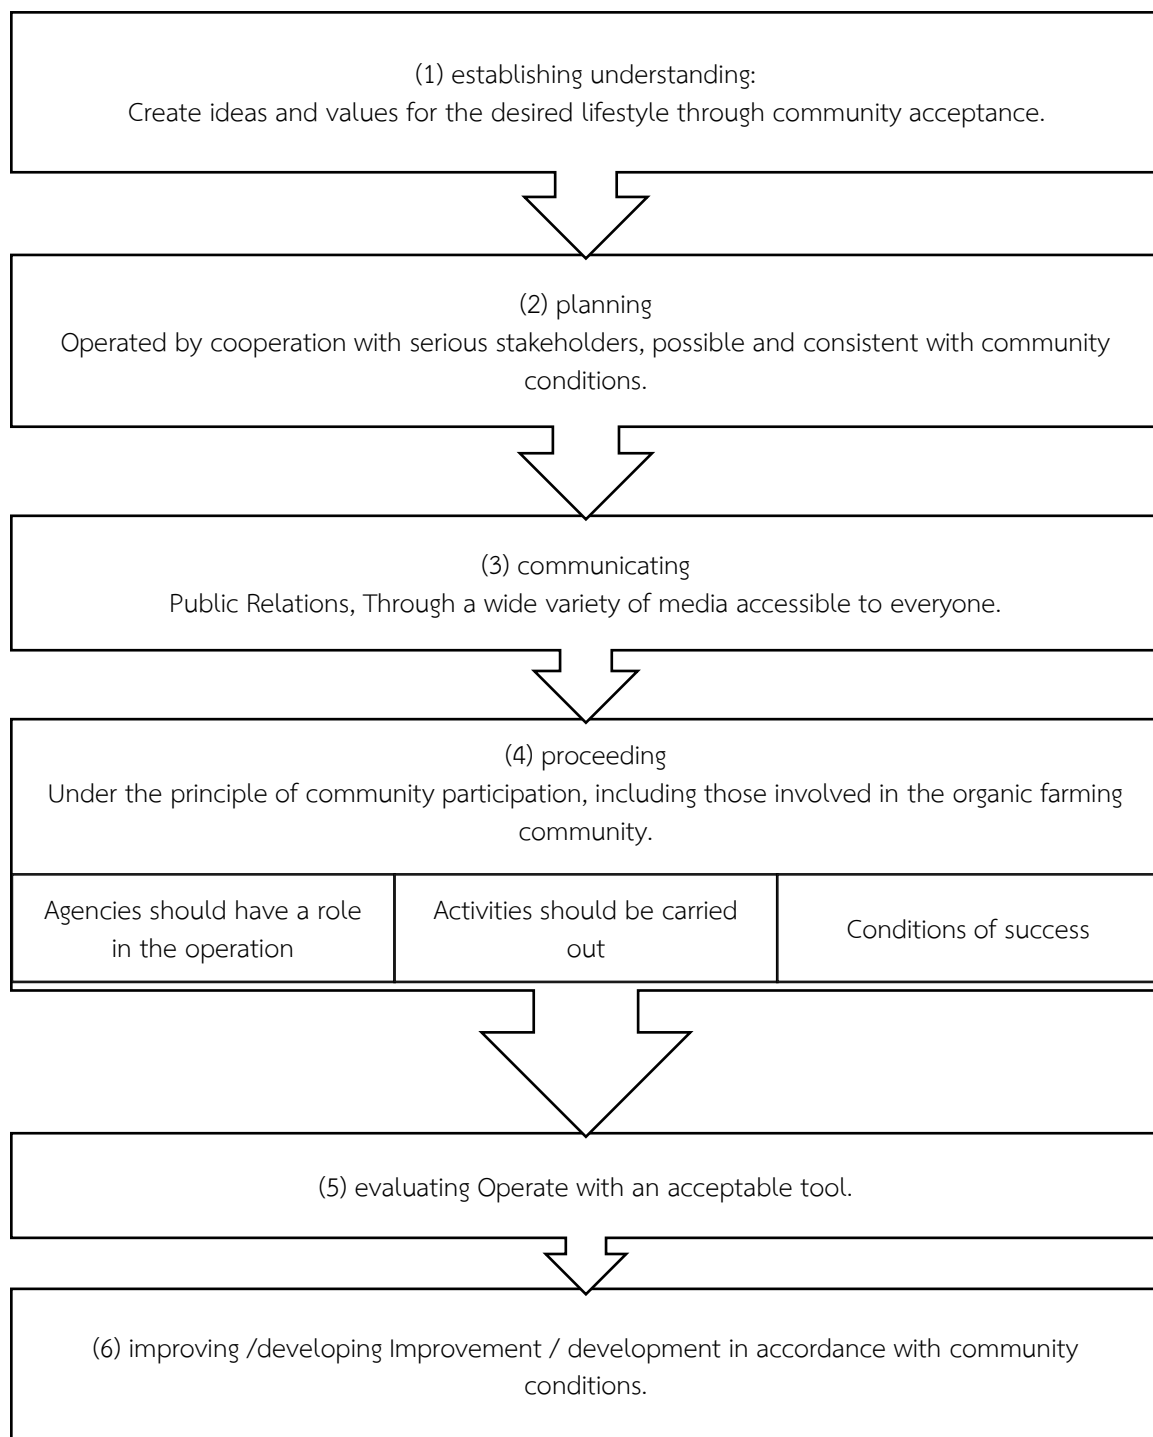 (1) establishing understanding:
Create ideas and values for the desired lifestyle through community acceptance.
(2) planning
Operated by cooperation with serious stakeholders, possible and consistent with community
conditions.
(3) communicating
Public Relations, Through a wide variety of media accessible to everyone.
(4) proceeding
Under the principle of community participation, including those involved in the organic farming
community.
Agencies should have a role
in the operation
Activities should be carried
out
Conditions of success
(5) evaluating Operate with an acceptable tool.
(6) improving /developing Improvement / development in accordance with community
conditions.